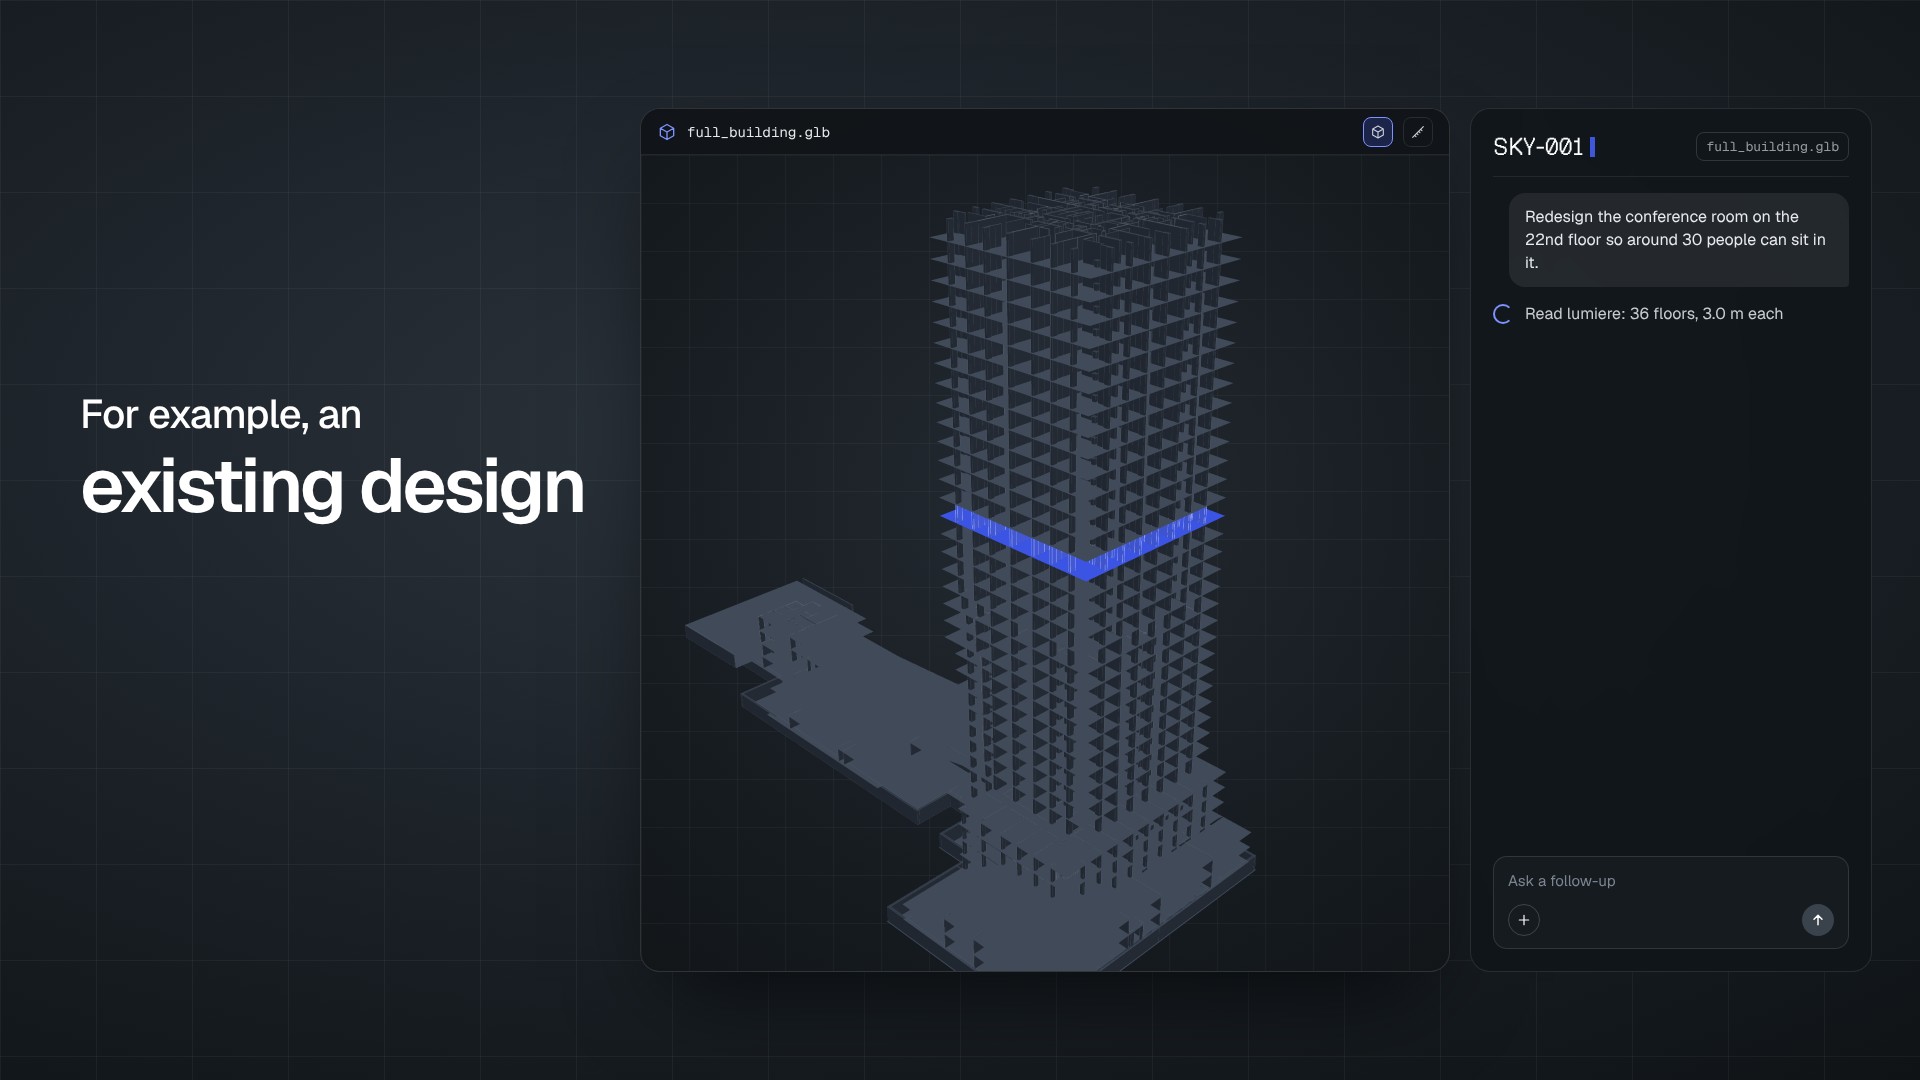 For example, an
existing design
full_building.glb
SKY-001
full_building.glb
Redesign the conference room on the
22nd floor so around 30 people can sit in
it.
Read lumiere: 36 floors, 3.0 m each
Ask a follow-up